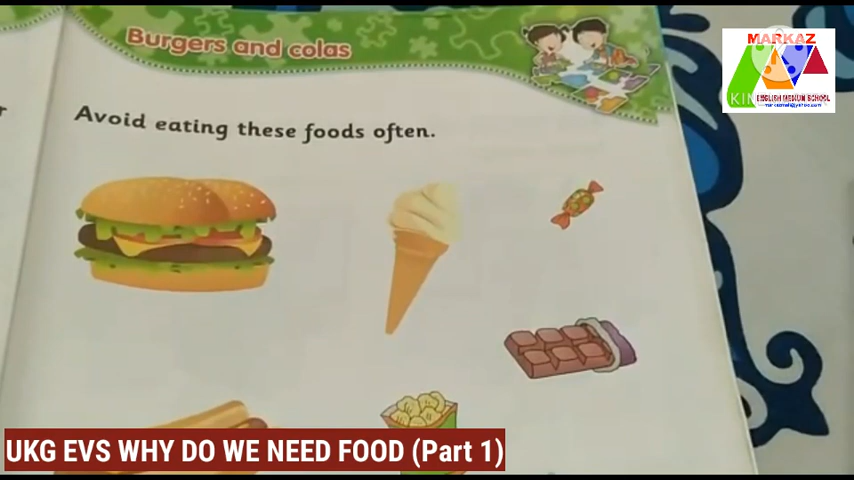 Burgers and colas
MARKAZ
ENGLISH MEDIUM SCHOOL
Avoid eating these foods often.
UKG EVS WHY DO WE NEED FOOD (Part 1)